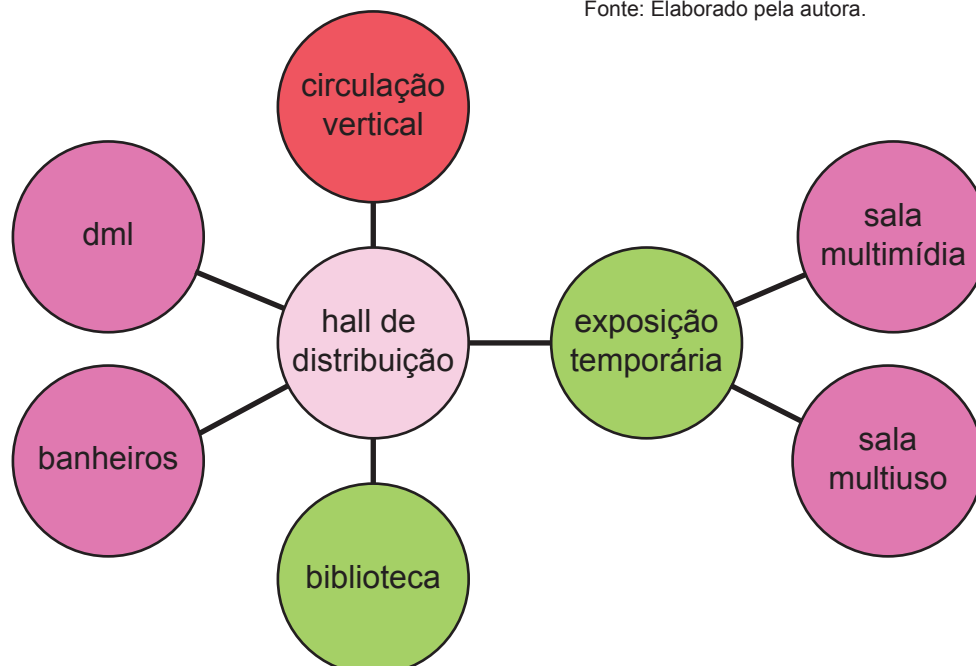 Fonte: Elaborado pela autora.
circulação
vertical
dml
sala
multimídia
hall de
distribuição
exposição
temporária
banheiros
sala
multiuso
biblioteca